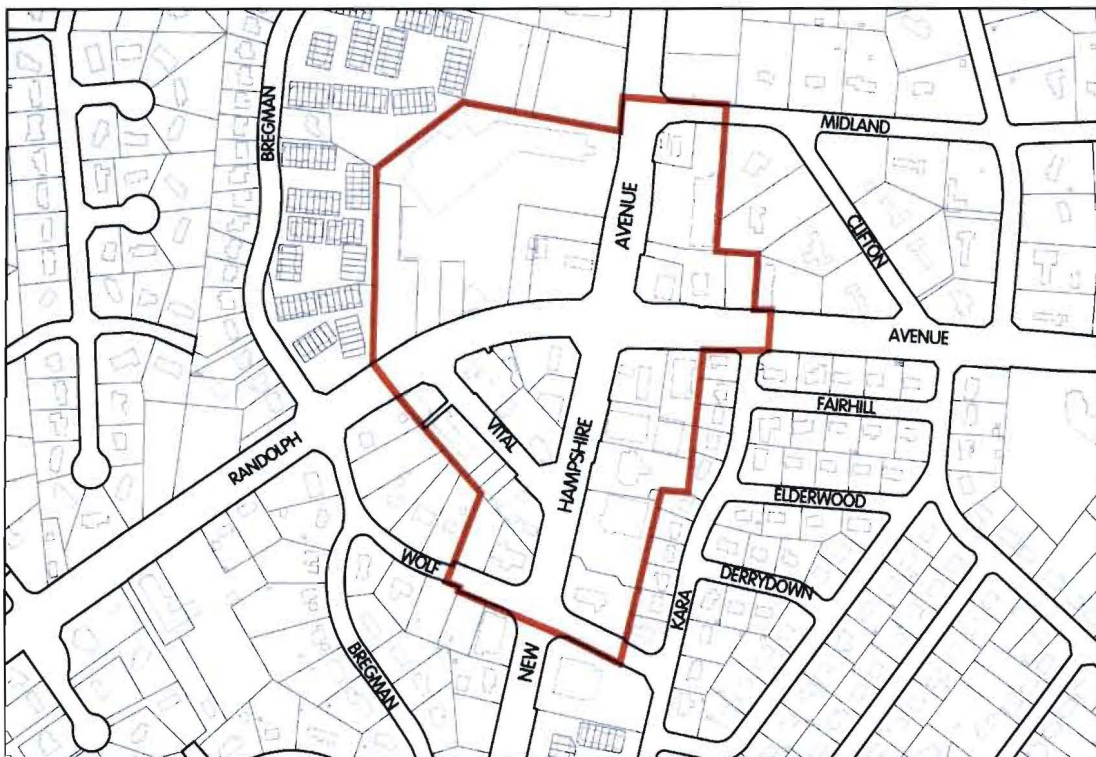 BREGMAN
MIDLAND
AVENUE
CLIFTON
AVENUE
FAIRHILL
VITAL
RANDOLPH
HAMPSHIRE
ELDERWOOD
WOLF
DERRYDOWN
KARA
NEW
BREGMAN